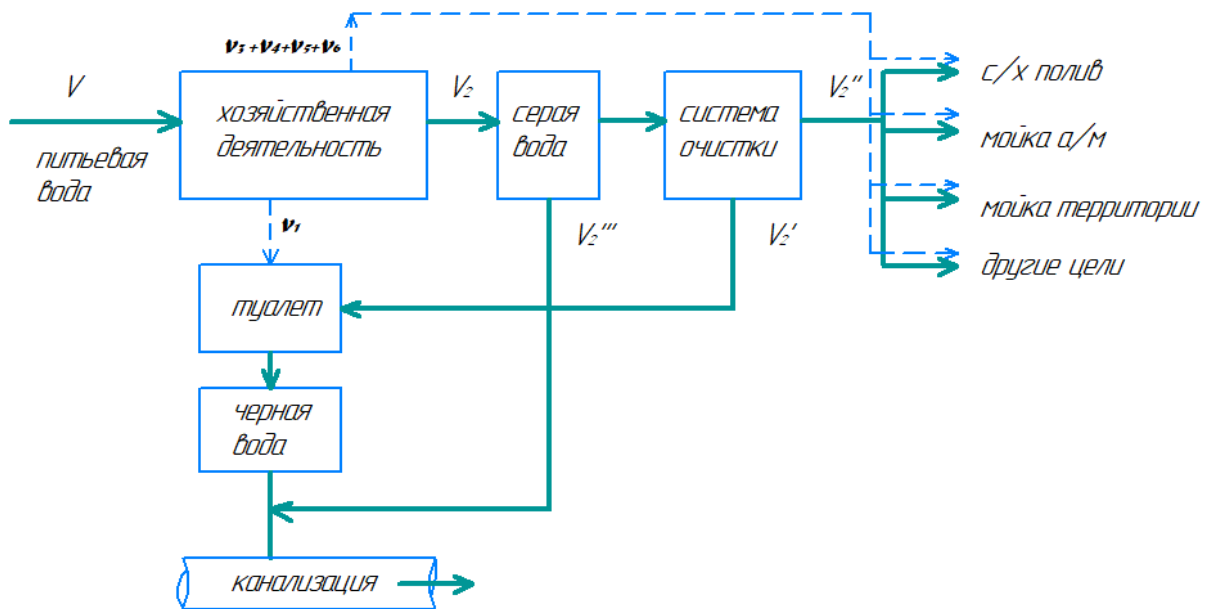 v₃+v₄+v₅+v₆
V
питьевая
вода
хозяйственная
деятельность
V₂
серая
вода
система
очистки
V₂''
с/х полив
мойка а/м
мойка территории
другие цели
v₁
V₂'''
V₂'
туалет
черная
вода
канализация